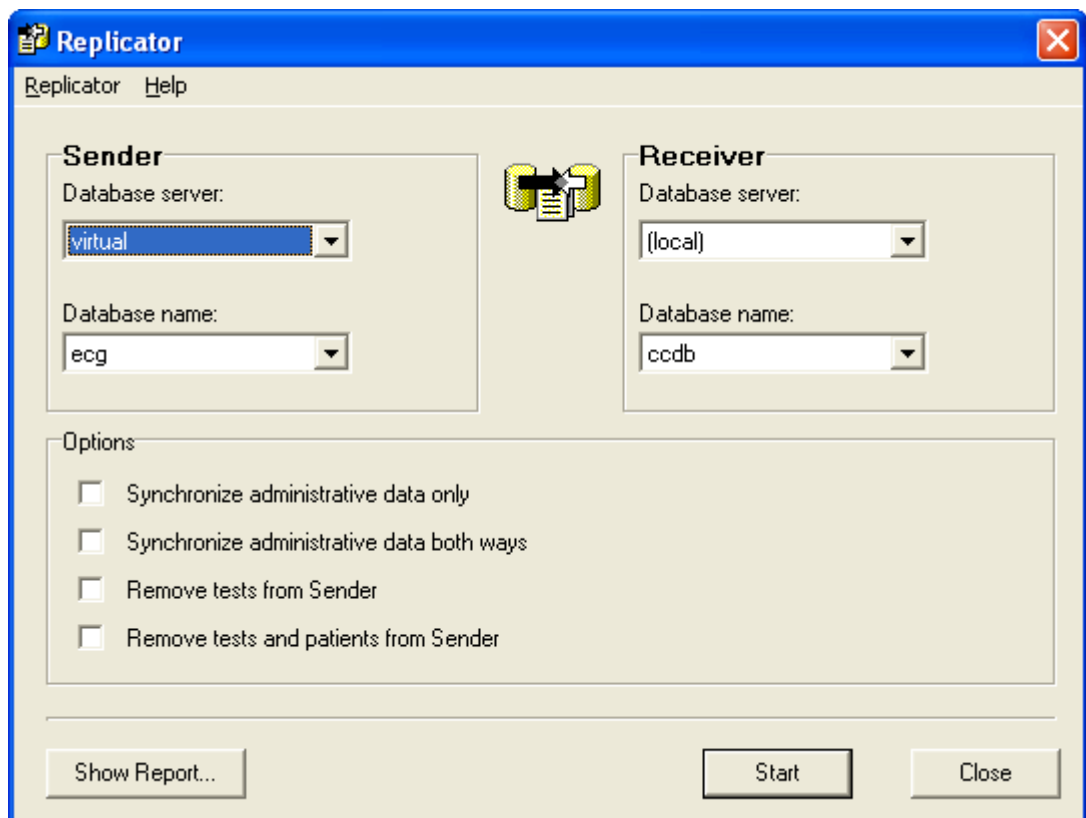 Replicator
Replicator Help
Sender
Database server:
virtual
Database name:
ecg
Receiver
Database server:
(local)
Database name:
ccdb
Options
Synchronize administrative data only
Synchronize administrative data both ways
Remove tests from Sender
Remove tests and patients from Sender
Show Report...
Start
Close